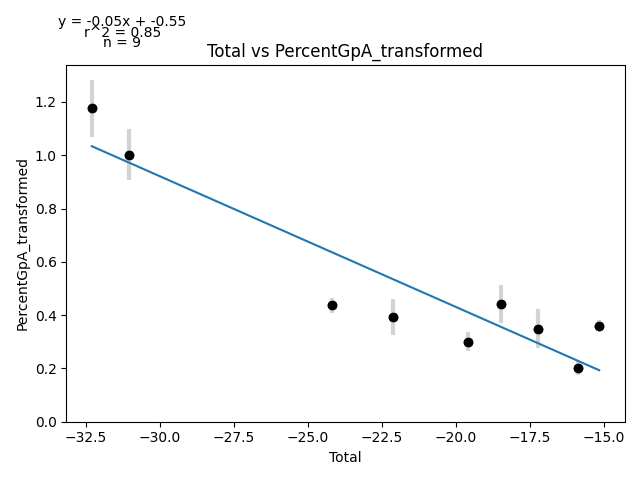 y = -0.05x + -0.55
r^2 = 0.85
n = 9
Total vs PercentGpA_transformed
PercentGpA_transformed
1.2
1.0
0.8
0.6
0.4
0.2
0.0
−32.5 −30.0 −27.5 −25.0 −22.5 −20.0 −17.5 −15.0
Total